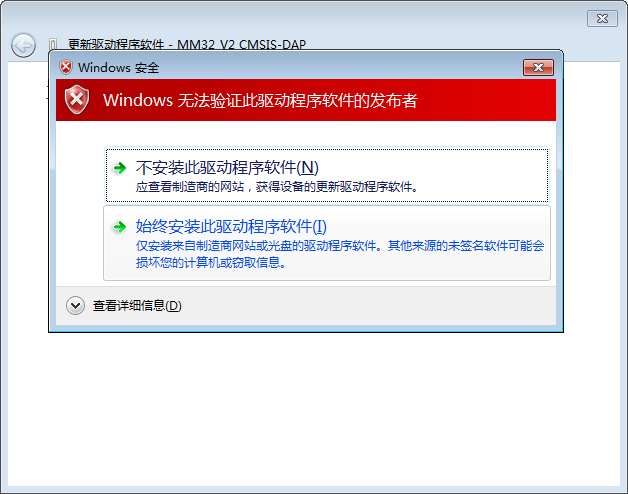 更新驱动程序软件 - MM32_V2 CMSIS-DAP
Windows 安全
Windows 无法验证此驱动程序软件的发布者
不安装此驱动程序软件(N)
应查看制造商的网站，获得设备的更新驱动程序软件。
始终安装此驱动程序软件(I)
仅安装来自制造商网站或光盘的驱动程序软件。其他来源的未签名软件可能会
损坏您的计算机或窃取信息。
查看详细信息(D)